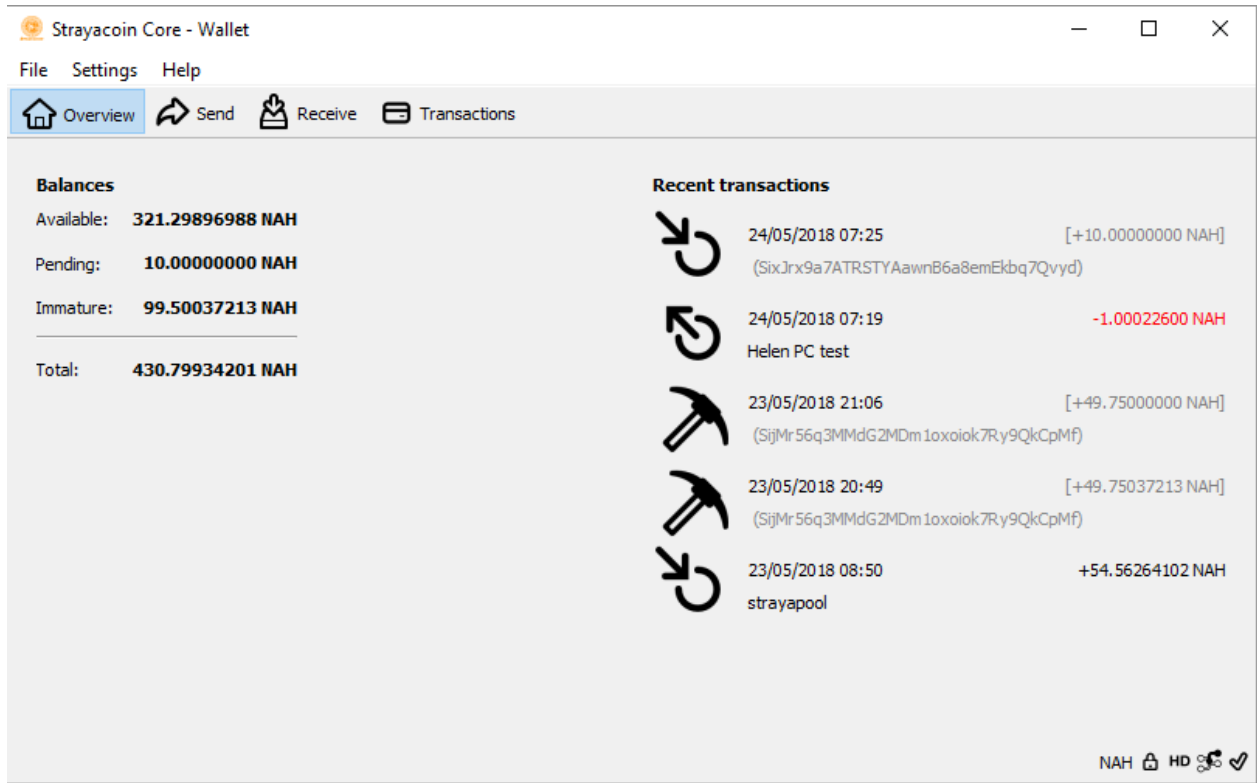 Strayacoin Core - Wallet
File Settings Help
Overview Send Receive Transactions
Balances
Available: 321.29896988 NAH
Pending: 10.00000000 NAH
Immature: 99.50037213 NAH
Total: 430.79934201 NAH
Recent transactions
24/05/2018 07:25 [+10.00000000 NAH]
(SixJrx9a7ATRSTYAawnB6a8emEkbq7Qvyd)
24/05/2018 07:19 -1.00022600 NAH
Helen PC test
23/05/2018 21:06 [+49.75000000 NAH]
(SijMr56q3MMdG2MDm1oxoiok7Ry9QkCpMf)
23/05/2018 20:49 [+49.75037213 NAH]
(SijMr56q3MMdG2MDm1oxoiok7Ry9QkCpMf)
23/05/2018 08:50 +54.56264102 NAH
strayapool
NAH HD